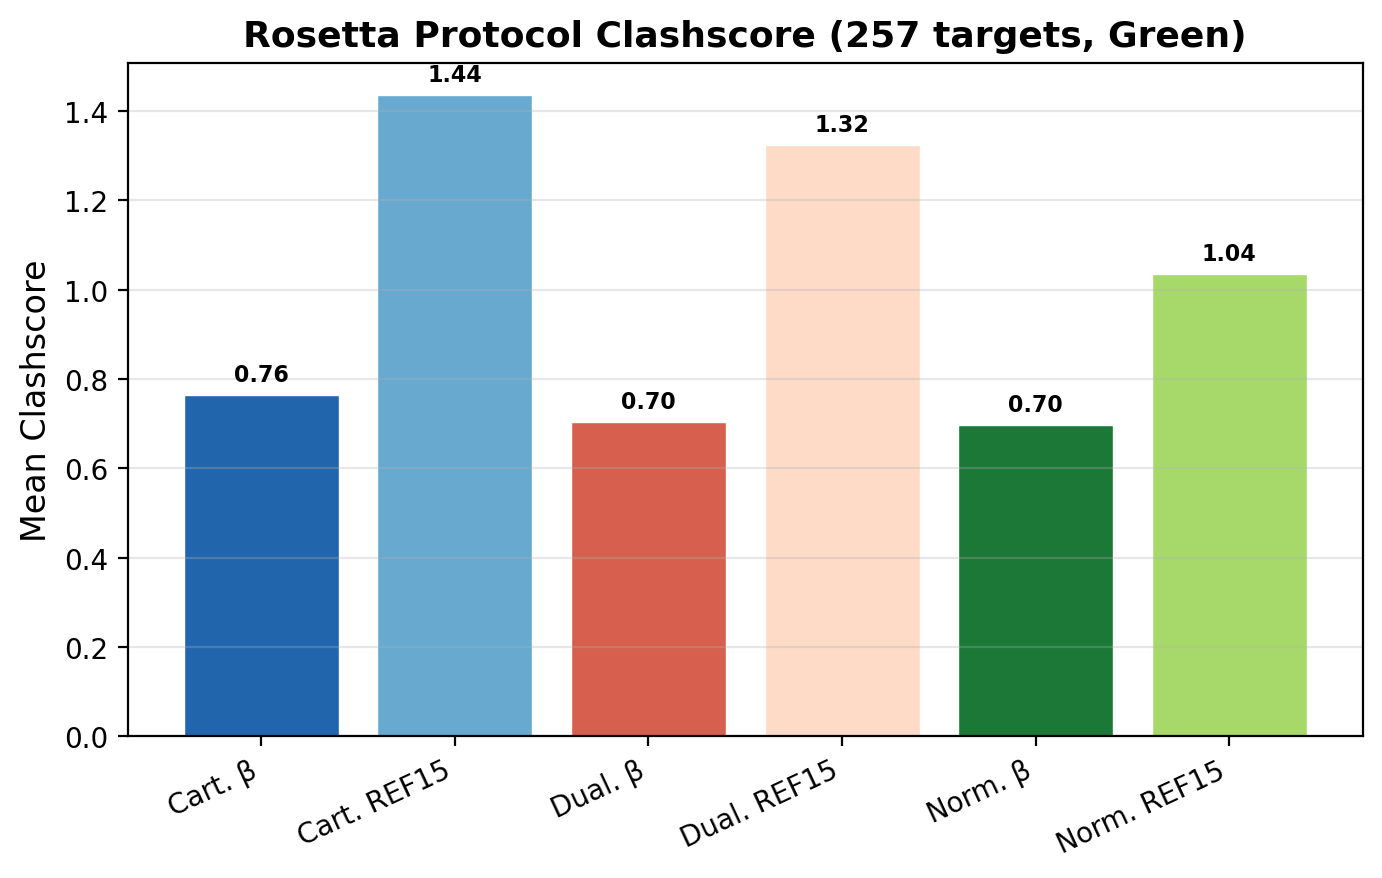 Rosetta Protocol Clashscore (257 targets, Green)
Mean Clashscore
1.4
1.2
1.0
0.8
0.6
0.4
0.2
0.0
0.76
1.44
0.70
1.32
0.70
1.04
Cart. β
Cart. REF15
Dual. β
Dual. REF15
Norm. β
Norm. REF15